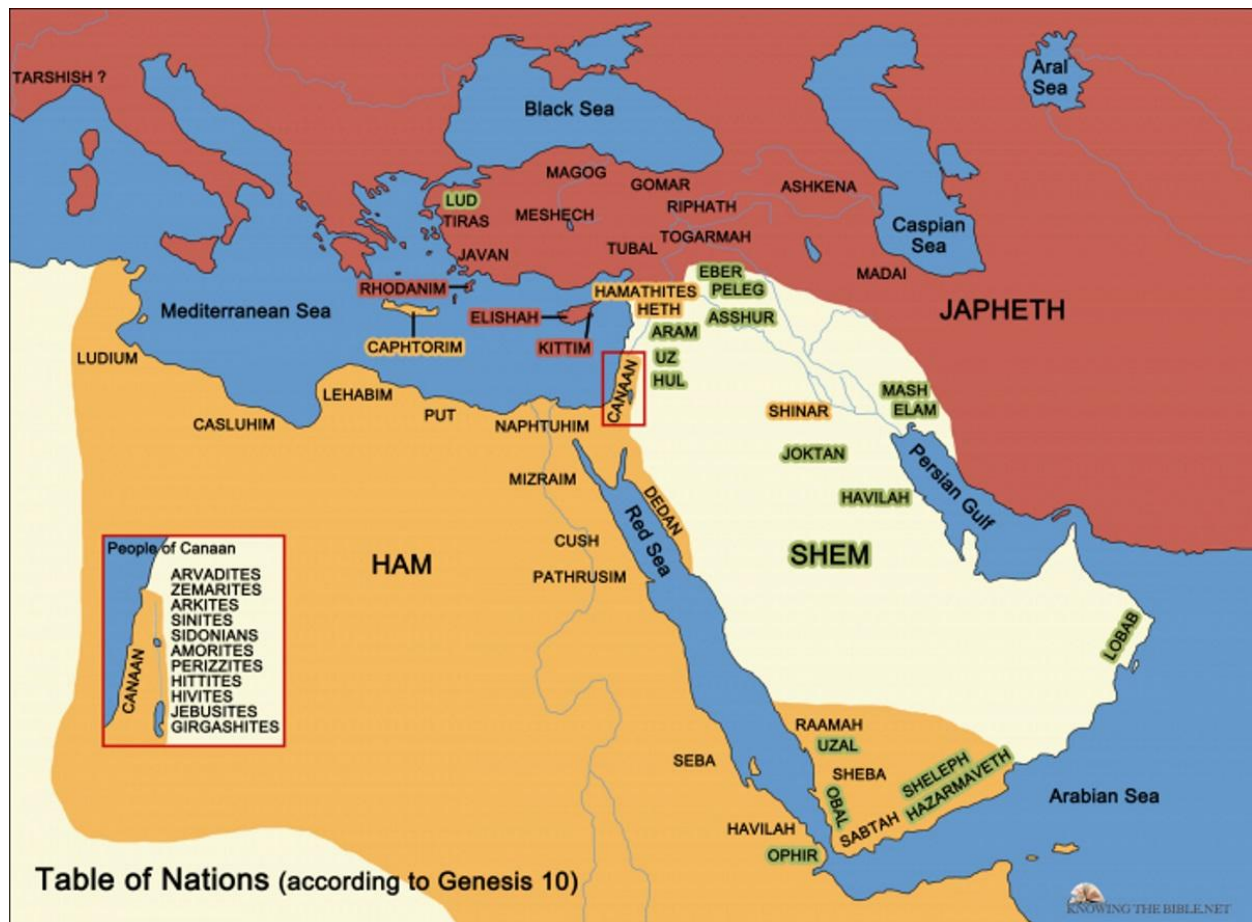 TARSHISH ?
Black Sea
Aral
Sea
MAGOG
GOMAR
ASHKENA
LUD
TIRAS
MESHECH
RIPHATH
TOGARMAH
TUBAL
JAVAN
Caspian
Sea
MADAI
EBER
PELEG
RHODANIM
HAMATHITES
HETH
Mediterranean Sea
ELISHAH
ASSHUR
JAPHETH
CAPHTORIM
KITTIM
ARAM
UZ
HUL
LUDIUM
LEHABIM
CANAAN
MASH
ELAM
CASLUHIM
PUT
NAPHTUHIM
SHINAR
JOKTAN
MIZRAIM
DEDAN
HAVILAH
Persian Gulf
Red Sea
CUSH
HAM
PATHRUSIM
SHEM
People of Canaan
ARVADITES
ZEMARITES
ARKITES
SINITES
SIDONIANS
AMORITES
PERIZZITES
HITTITES
HIVITES
JEBUSITES
GIRGASHITES
CANAAN
LOBAB
RAAMAH
UZAL
SEBA
SHEBA
SHELEPH
HAZARMAVETH
OBAL
SABTAH
Arabian Sea
HAVILAH
OPHIR
Table of Nations (according to Genesis 10)
KNOWING THE BIBLE.NET